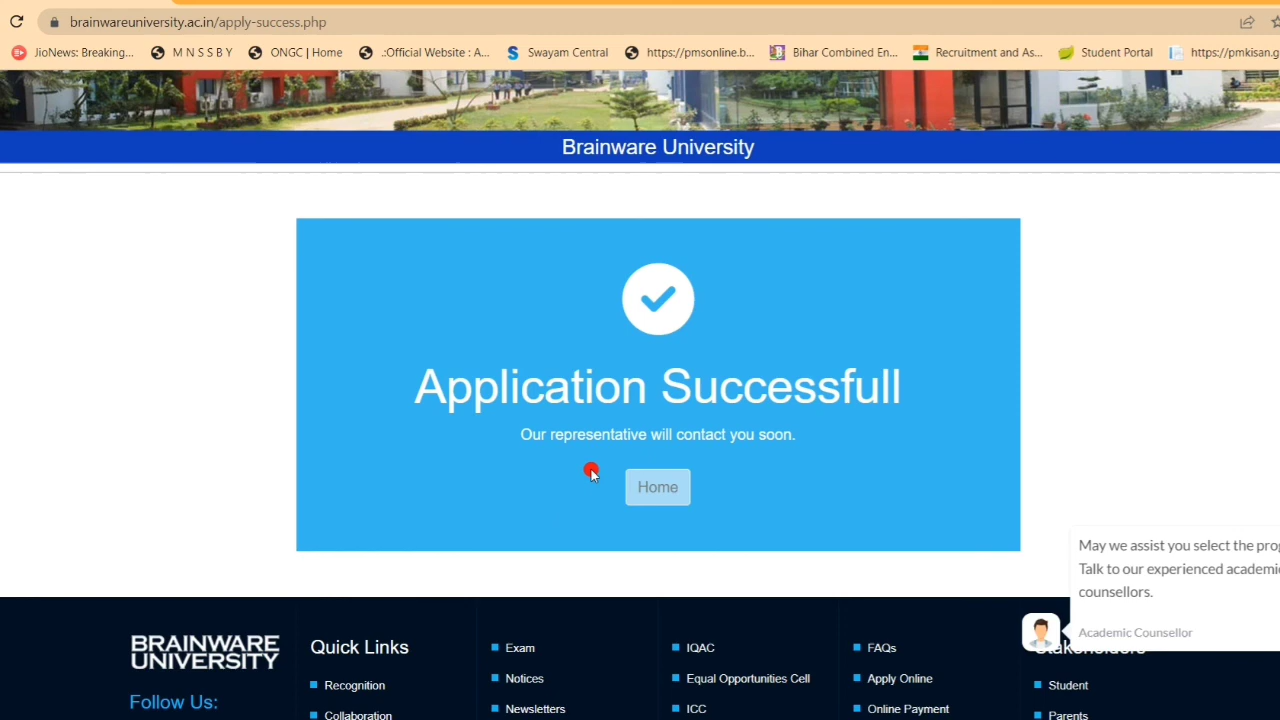 brainwareuniversity.ac.in/apply-success.php
JioNews: Breaking... M N S S B Y ONGC | Home .:Official Website : A... Swayam Central https://pmsonline.b... Bihar Combined En... Recruitment and As... Student Portal https://pmkisan.g
Brainware University
Application Successfull
Our representative will contact you soon.
Home
May we assist you select the
Talk to our experienced
counsellors.
Academic Counsellor
BRAINWARE
UNIVERSITY
Follow Us:
Quick Links
Recognition
Collaboration
Exam
Notices
Newsletters
IQAC
Equal Opportunities Cell
ICC
FAQs
Apply Online
Online Payment
Stakeholders
Student
Parents